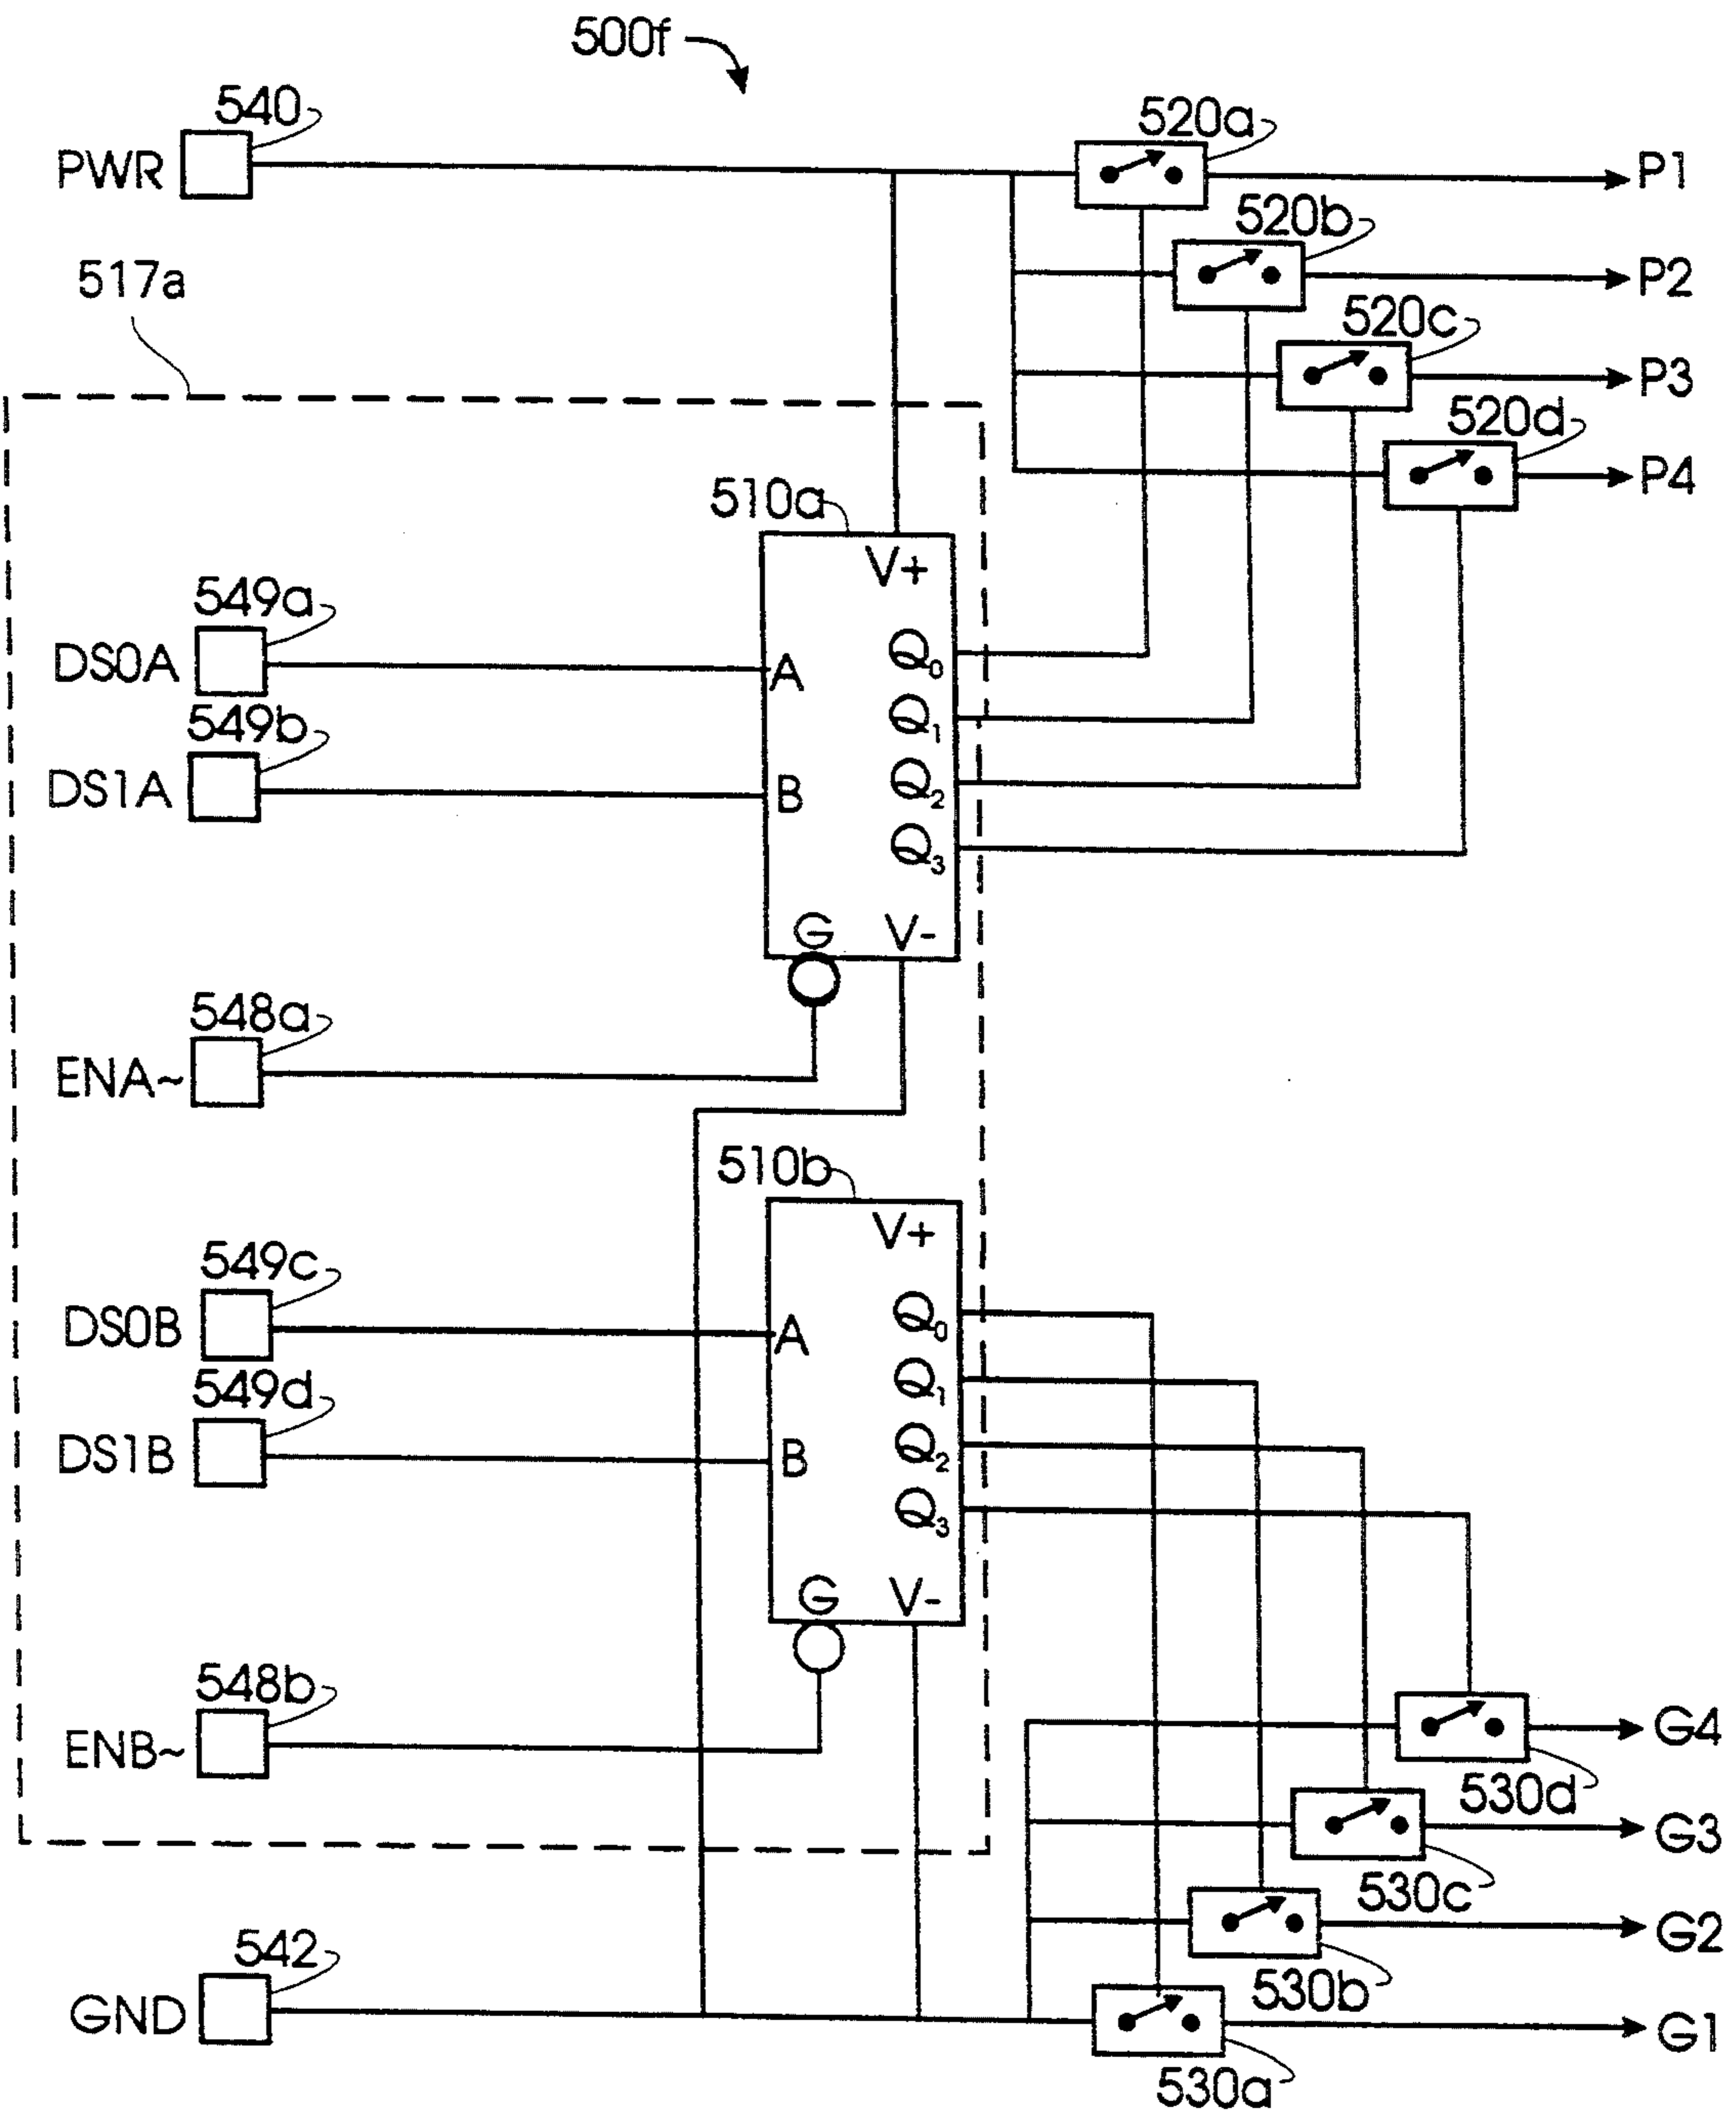 500f
540
520a
PWR
P1
520b
517a
P2
520c
P3
520d
P4
510a
V+
549a
DS0A
A
Q0
549b
Q1
DS1A
B
Q2
Q3
G
V-
548a
ENA~
510b
V+
549c
DS0B
A
Q0
549d
Q1
DS1B
B
Q2
Q3
G
V-
548b
ENB~
G4
530d
G3
530c
542
G2
530b
GND
G1
530a